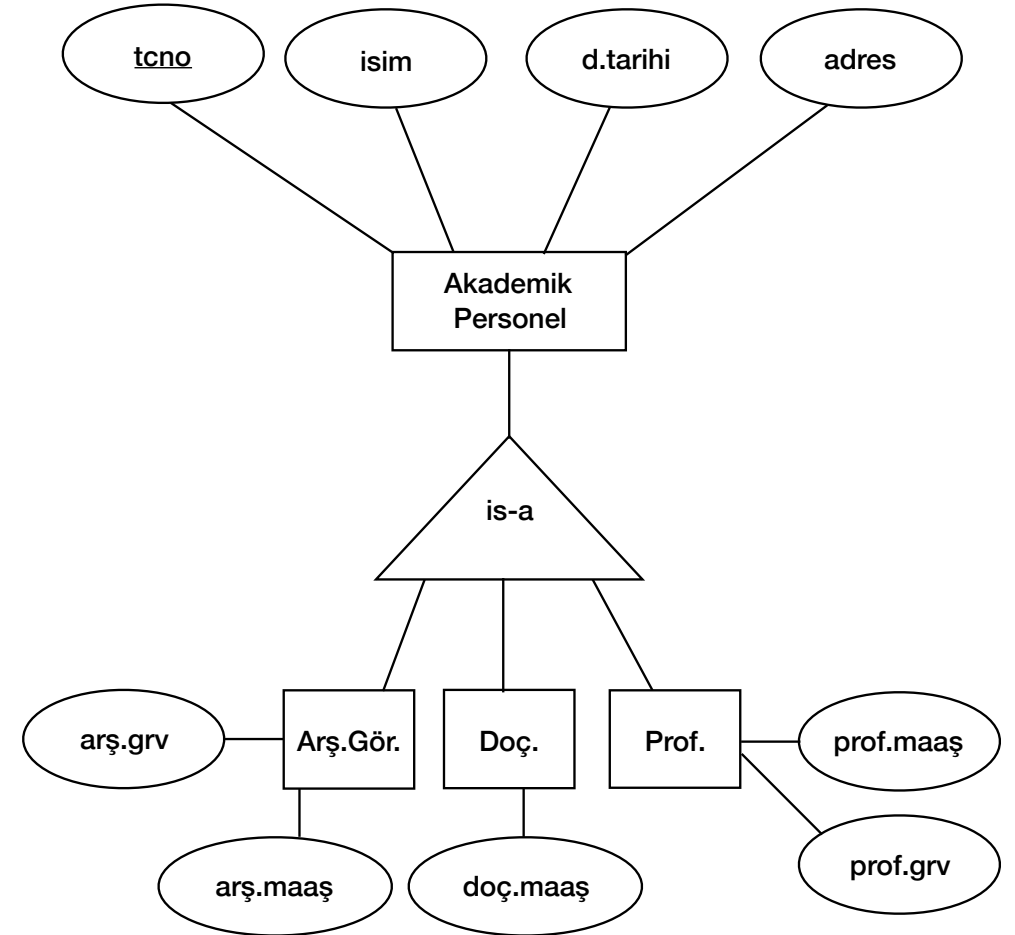 tcno
isim
d.tarihi
adres
Akademik
Personel
is-a
arş.grv
Arş.Gör.
Doç.
Prof.
prof.maaş
arş.maaş
doç.maaş
prof.grv